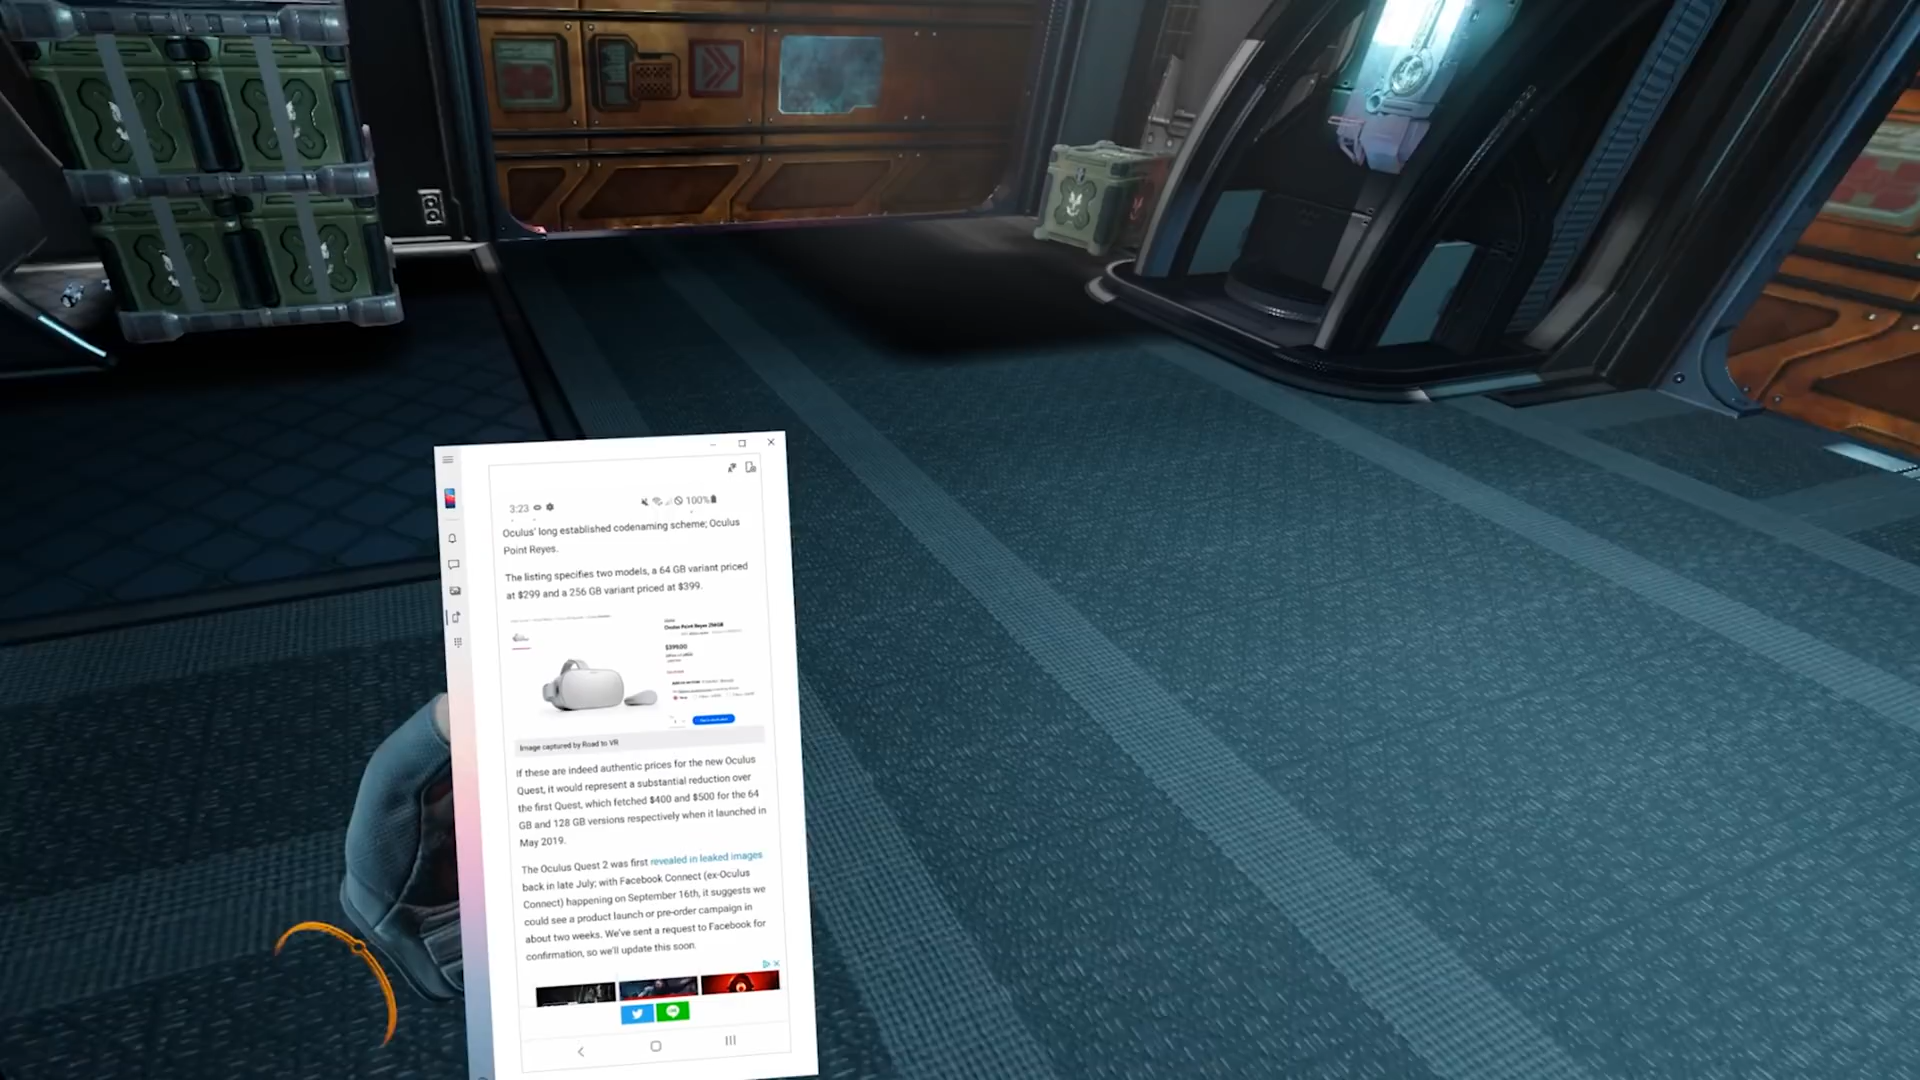 3:23
100%
Oculus' long established codenaming scheme; Oculus
Point Reyes.
The listing specifies two models, a 64 GB variant priced
at $299 and a 256 GB variant priced at $399.
Oculus Point Reyes 256GB
$399.00
Image captured by Road to VR
If these are indeed authentic prices for the new Oculus
Quest, it would represent a substantial reduction over
the first Quest, which fetched $400 and $500 for the 64
GB and 128 GB versions respectively when it launched in
May 2019.
The Oculus Quest 2 was first revealed in leaked images
back in late July; with Facebook Connect (ex-Oculus
Connect) happening on September 16th, it suggests we
could see a product launch or pre-order campaign in
about two weeks. We've sent a request to Facebook for
confirmation, so we'll update this soon.